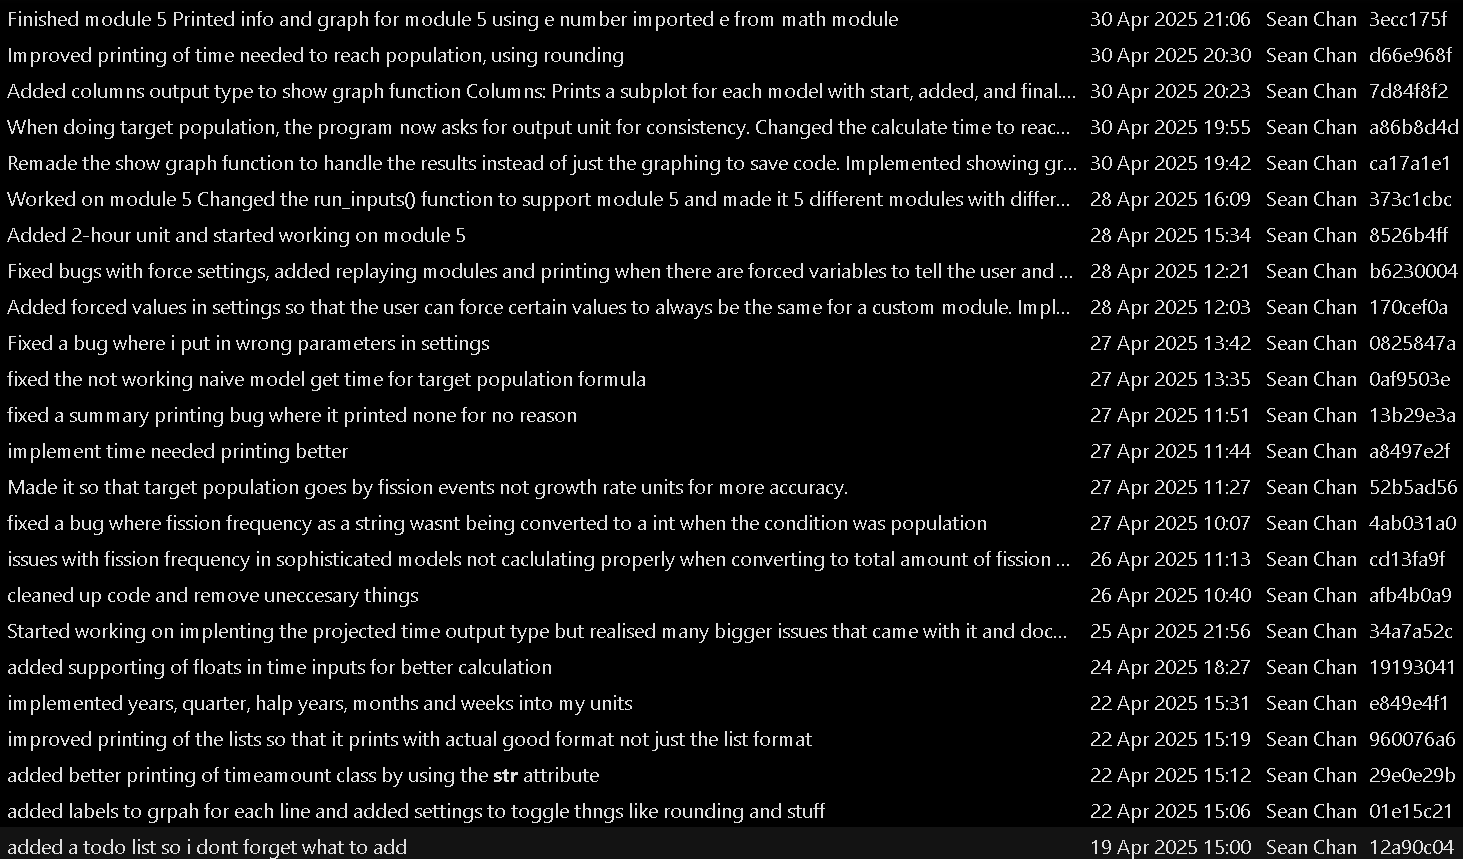 Finished module 5 Printed info and graph for module 5 using e number imported e from math module 30 Apr 2025 21:06 Sean Chan 3ecc175f
Improved printing of time needed to reach population, using rounding 30 Apr 2025 20:30 Sean Chan d66e968f
Added columns output type to show graph function Columns: Prints a subplot for each model with start, added, and final.... 30 Apr 2025 20:23 Sean Chan 7d84f8f2
When doing target population, the program now asks for output unit for consistency. Changed the calculate time to reac... 30 Apr 2025 19:55 Sean Chan a86b8d4d
Remade the show graph function to handle the results instead of just the graphing to save code. Implemented showing gr... 30 Apr 2025 19:42 Sean Chan ca17a1e1
Worked on module 5 Changed the run_inputs() function to support module 5 and made it 5 different modules with differ... 28 Apr 2025 16:09 Sean Chan 373c1cbc
Added 2-hour unit and started working on module 5 28 Apr 2025 15:34 Sean Chan 8526b4ff
Fixed bugs with force settings, added replaying modules and printing when there are forced variables to tell the user and ... 28 Apr 2025 12:21 Sean Chan b6230004
Added forced values in settings so that the user can force certain values to always be the same for a custom module. Impl... 28 Apr 2025 12:03 Sean Chan 170cef0a
Fixed a bug where i put in wrong parameters in settings 27 Apr 2025 13:42 Sean Chan 0825847a
fixed the not working naive model get time for target population formula 27 Apr 2025 13:35 Sean Chan 0af9503e
fixed a summary printing bug where it printed none for no reason 27 Apr 2025 11:51 Sean Chan 13b29e3a
implement time needed printing better 27 Apr 2025 11:44 Sean Chan a8497e2f
Made it so that target population goes by fission events not growth rate units for more accuracy. 27 Apr 2025 11:27 Sean Chan 52b5ad56
fixed a bug where fission frequency as a string wasnt being converted to a int when the condition was population 27 Apr 2025 10:07 Sean Chan 4ab031a0
issues with fission frequency in sophisticated models not caclulating properly when converting to total amount of fission ... 26 Apr 2025 11:13 Sean Chan cd13fa9f
cleaned up code and remove uneccesary things 26 Apr 2025 10:40 Sean Chan afb4b0a9
Started working on implenting the projected time output type but realised many bigger issues that came with it and doc... 25 Apr 2025 21:56 Sean Chan 34a7a52c
added supporting of floats in time inputs for better calculation 24 Apr 2025 18:27 Sean Chan 19193041
implemented years, quarter, halp years, months and weeks into my units 22 Apr 2025 15:31 Sean Chan e849e4f1
improved printing of the lists so that it prints with actual good format not just the list format 22 Apr 2025 15:19 Sean Chan 960076a6
added better printing of timeamount class by using the str attribute 22 Apr 2025 15:12 Sean Chan 29e0e29b
added labels to grpah for each line and added settings to toggle thngs like rounding and stuff 22 Apr 2025 15:06 Sean Chan 01e15c21
added a todo list so i dont forget what to add 19 Apr 2025 15:00 Sean Chan 12a90c04